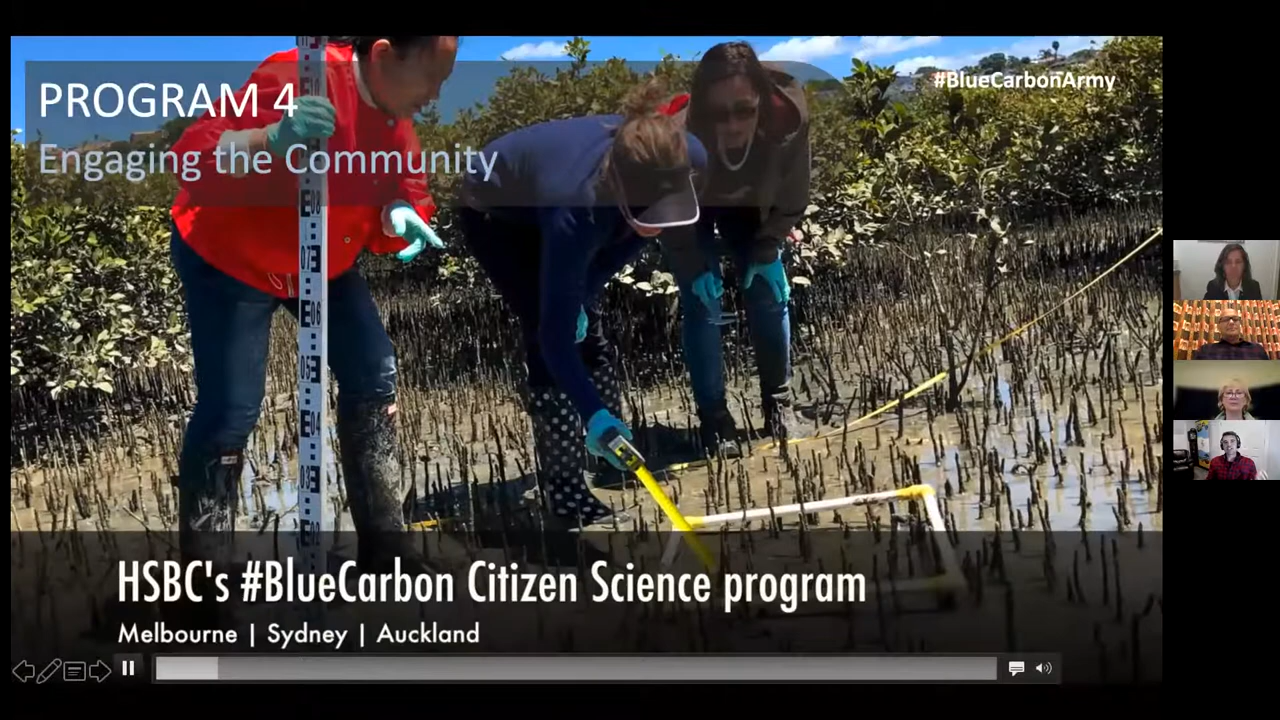 PROGRAM 4
Engaging the Community
#BlueCarbonArmy
HSBC's #BlueCarbon Citizen Science program
Melbourne | Sydney | Auckland